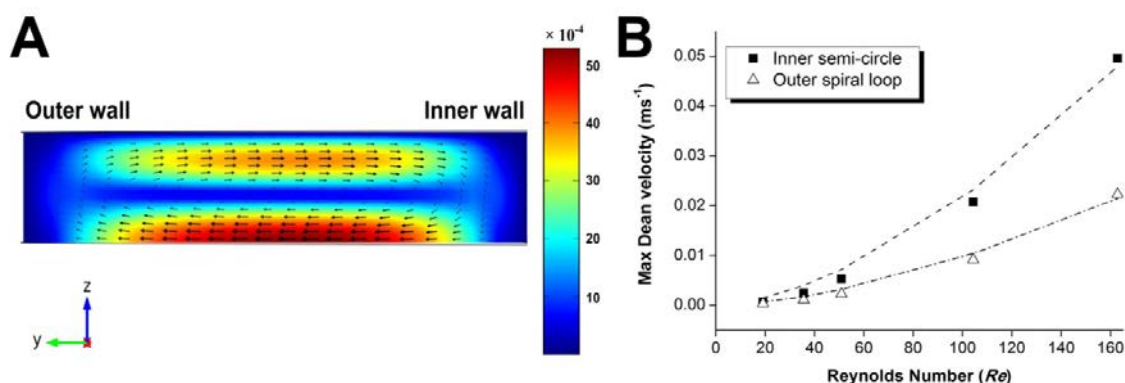 A
× 10⁻⁴
Outer wall
Inner wall
50
40
30
20
10
z
y
x
B
Inner semi-circle
Outer spiral loop
Max Dean velocity (ms⁻¹)
0.05
0.04
0.03
0.02
0.01
0.00
0 20 40 60 80 100 120 140 160
Reynolds Number (Re)